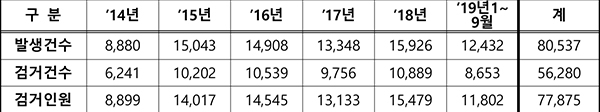 구 분 ’14년 ’15년 ’16년 ’17년 ’18년 ’19년1~9월 계
발생건수 8,880 15,043 14,908 13,348 15,926 12,432 80,537
검거건수 6,241 10,202 10,539 9,756 10,889 8,653 56,280
검거인원 8,899 14,017 14,545 13,133 15,479 11,802 77,875